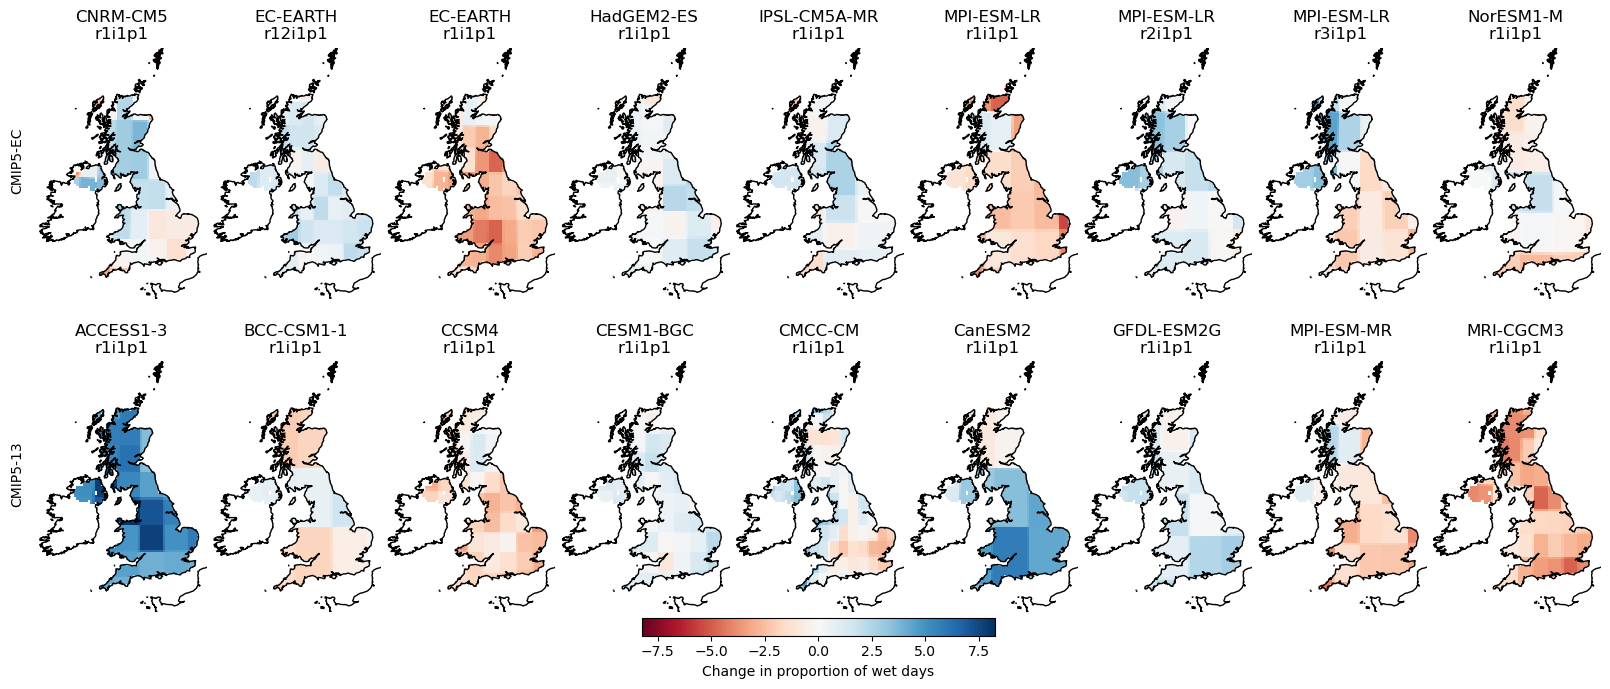 CNRM-CM5
r1i1p1
EC-EARTH
r12i1p1
EC-EARTH
r1i1p1
HadGEM2-ES
r1i1p1
IPSL-CM5A-MR
r1i1p1
MPI-ESM-LR
r1i1p1
MPI-ESM-LR
r2i1p1
MPI-ESM-LR
r3i1p1
NorESM1-M
r1i1p1
CMIP5-EC
ACCESS1-3
r1i1p1
BCC-CSM1-1
r1i1p1
CCSM4
r1i1p1
CESM1-BGC
r1i1p1
CMCC-CM
r1i1p1
CanESM2
r1i1p1
GFDL-ESM2G
r1i1p1
MPI-ESM-MR
r1i1p1
MRI-CGCM3
r1i1p1
CMIP5-13
−7.5 −5.0 −2.5 0.0 2.5 5.0 7.5
Change in proportion of wet days